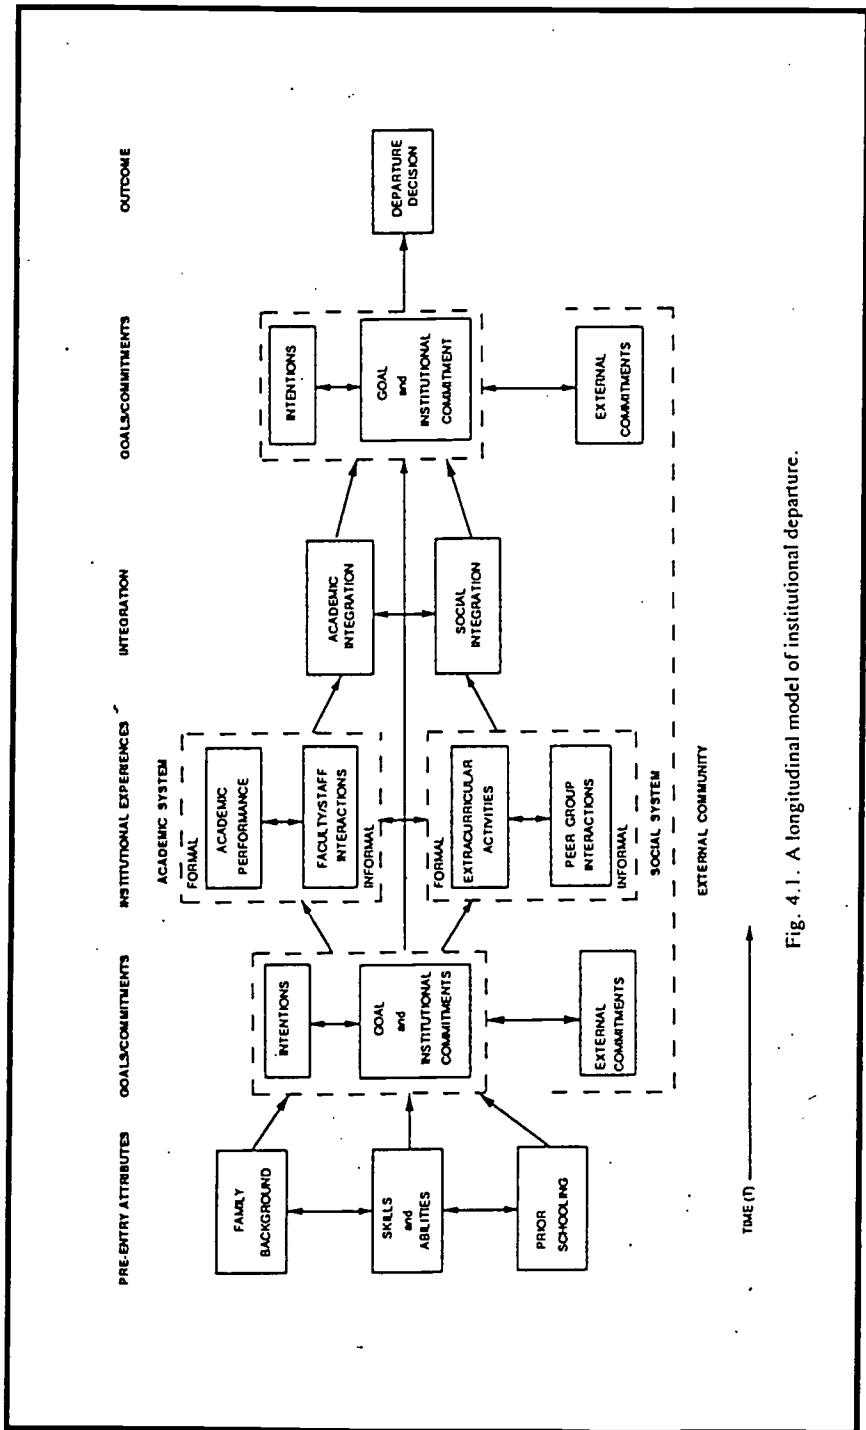 PRE-ENTRY ATTRIBUTES
GOALS/COMMITMENTS
INSTITUTIONAL EXPERIENCES
INTEGRATION
GOALS/COMMITMENTS
OUTCOME
FAMILY
BACKGROUND
SKILLS
and
ABILITIES
PRIOR
SCHOOLING
INTENTIONS
GOAL
and
INSTITUTIONAL
COMMITMENTS
EXTERNAL
COMMITMENTS
ACADEMIC SYSTEM
FORMAL
ACADEMIC
PERFORMANCE
FACULTY/STAFF
INTERACTIONS
INFORMAL
FORMAL
EXTRACURRICULAR
ACTIVITIES
PEER GROUP
INTERACTIONS
INFORMAL
SOCIAL SYSTEM
EXTERNAL COMMUNITY
ACADEMIC
INTEGRATION
SOCIAL
INTEGRATION
INTENTIONS
GOAL
and
INSTITUTIONAL
COMMITMENT
EXTERNAL
COMMITMENTS
DEPARTURE
DECISION
TIME (T)
Fig. 4.1. A longitudinal model of institutional departure.